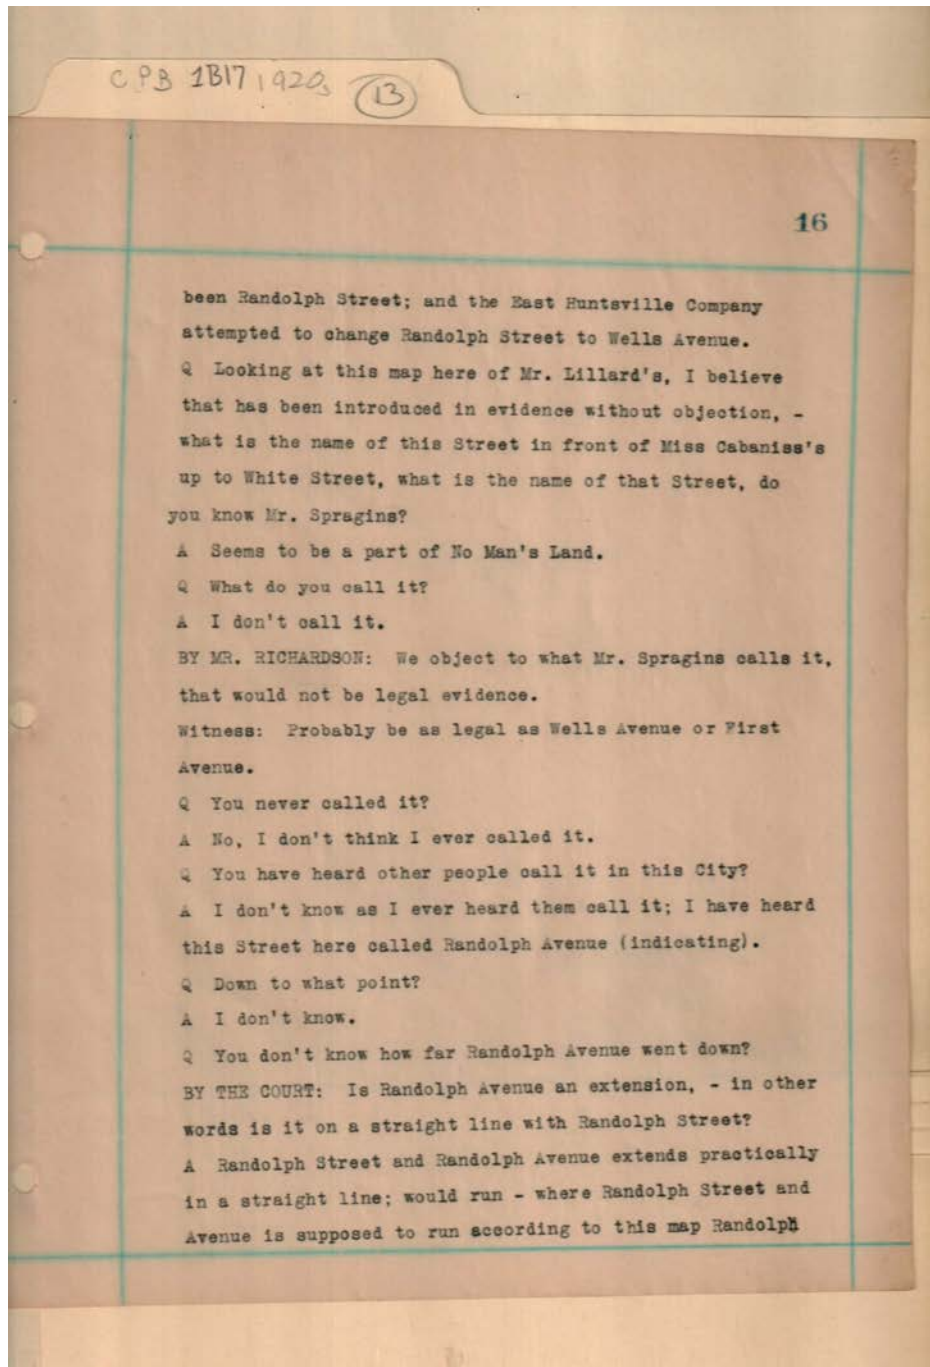 CPB 1B17 1920s 13
16
been Randolph Street; and the East Huntsville Company
attempted to change Randolph Street to Wells Avenue.
Q Looking at this map here of Mr. Lillard's, I believe
that has been introduced in evidence without objection, -
what is the name of this Street in front of Miss Cabaniss's
up to White Street, what is the name of that Street, do
you know Mr. Spragins?
A Seems to be a part of No Man's Land.
Q What do you call it?
A I don't call it.
BY MR. RICHARDSON: We object to what Mr. Spragins calls it,
that would not be legal evidence.
Witness: Probably be as legal as Wells Avenue or First
Avenue.
Q You never called it?
A No, I don't think I ever called it.
Q You have heard other people call it in this City?
A I don't know as I ever heard them call it; I have heard
this Street here called Randolph Avenue (indicating).
Q Down to what point?
A I don't know.
Q You don't know how far Randolph Avenue went down?
BY THE COURT: Is Randolph Avenue an extension, - in other
words is it on a straight line with Randolph Street?
A Randolph Street and Randolph Avenue extends practically
in a straight line; would run - where Randolph Street and
Avenue is supposed to run according to this map Randolph